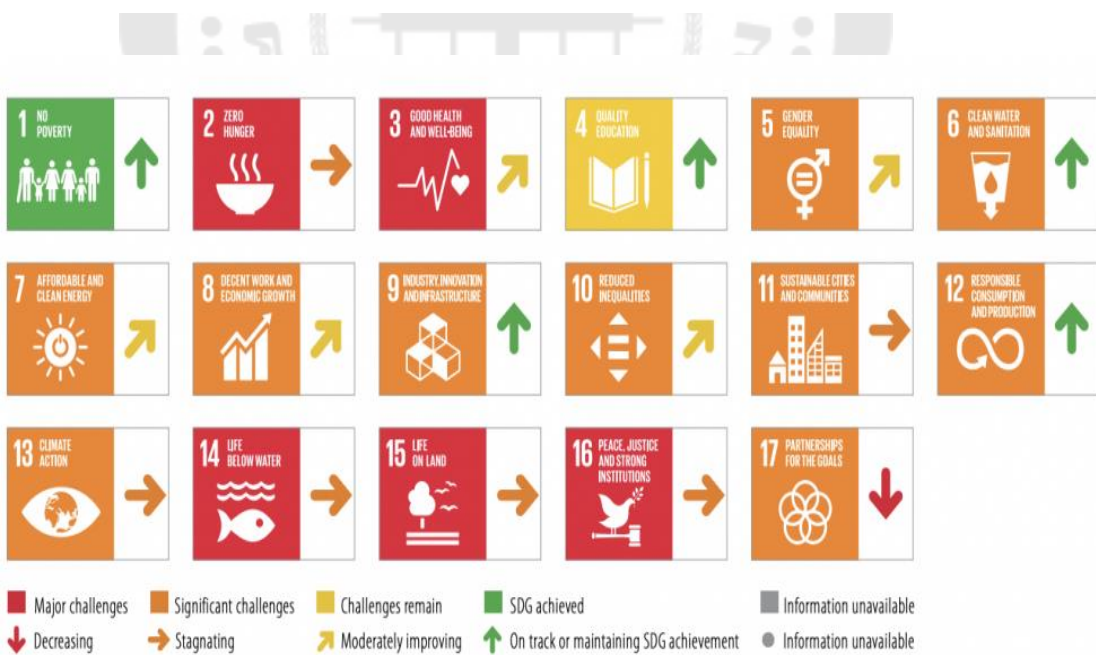 1 NO
POVERTY
2 ZERO
HUNGER
3 GOOD HEALTH
AND WELL-BEING
4 QUALITY
EDUCATION
5 GENDER
EQUALITY
6 CLEAN WATER
AND SANITATION
7 AFFORDABLE AND
CLEAN ENERGY
8 DECENT WORK AND
ECONOMIC GROWTH
9 INDUSTRY, INNOVATION
AND INFRASTRUCTURE
10 REDUCED
INEQUALITIES
11 SUSTAINABLE CITIES
AND COMMUNITIES
12 RESPONSIBLE
CONSUMPTION
AND PRODUCTION
13 CLIMATE
ACTION
14 LIFE
BELOW WATER
15 LIFE
ON LAND
16 PEACE, JUSTICE
AND STRONG
INSTITUTIONS
17 PARTNERSHIPS
FOR THE GOALS
Major challenges
Significant challenges
Challenges remain
SDG achieved
Information unavailable
Decreasing
Stagnating
Moderately improving
On track or maintaining SDG achievement
Information unavailable